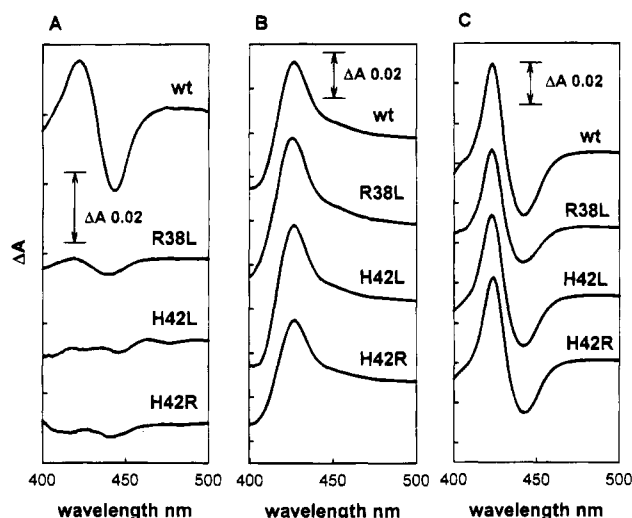 A
wt
ΔA 0.02
R38L
H42L
H42R
ΔA
400
450
500
wavelength nm
B
ΔA 0.02
wt
R38L
H42L
H42R
400
450
500
wavelength nm
C
ΔA 0.02
wt
R38L
H42L
H42R
400
450
500
wavelength nm